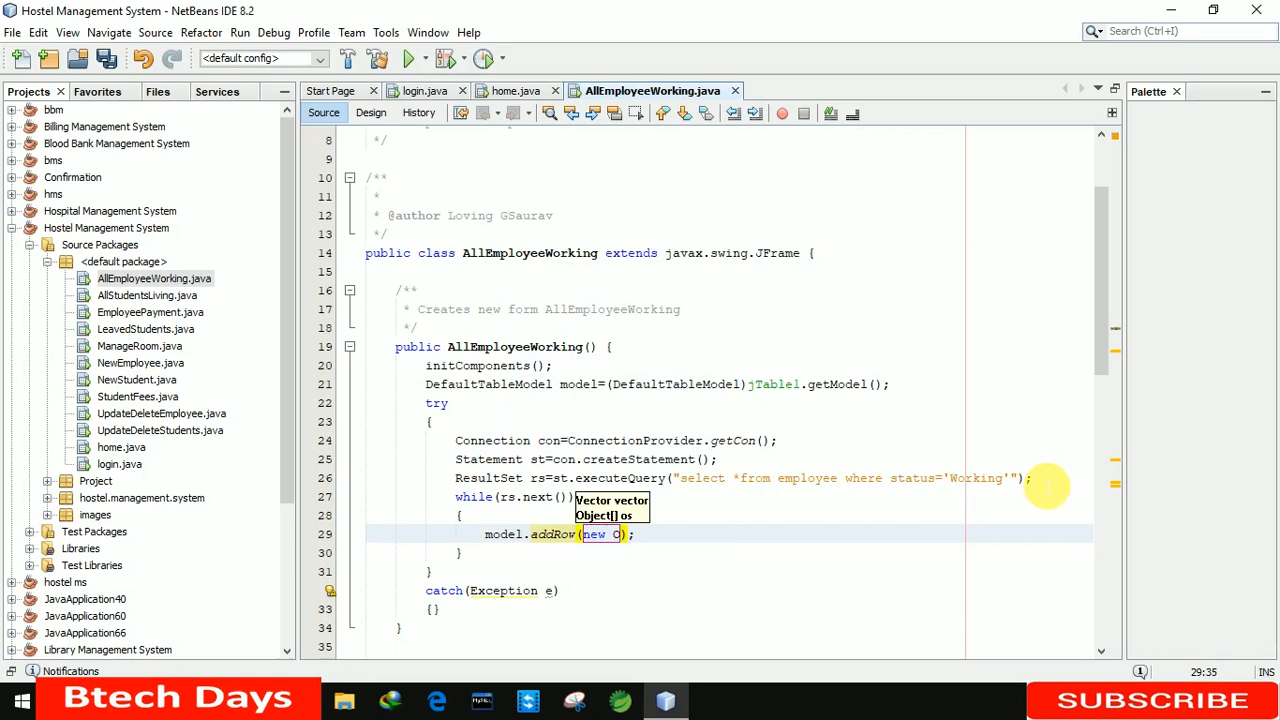 Hostel Management System - NetBeans IDE 8.2
File Edit View Navigate Source Refactor Run Debug Profile Team Tools Window Help
Search (Ctrl+I)
<default config>
Projects Favorites Files Services
Start Page login.java home.java AllEmployeeWorking.java
Palette
Source Design History
bbm
Billing Management System
Blood Bank Management System
bms
Confirmation
hms
Hospital Management System
Hostel Management System
Source Packages
<default package>
AllEmployeeWorking.java
AllStudentsLiving.java
EmployeePayment.java
LeavedStudents.java
ManageRoom.java
NewEmployee.java
NewStudent.java
StudentFees.java
UpdateDeleteEmployee.java
UpdateDeleteStudents.java
home.java
login.java
Project
hostel.management.system
images
Test Packages
Libraries
Test Libraries
hostel ms
JavaApplication40
JavaApplication60
JavaApplication66
Library Management System
8 */
9
10 /**
11 *
12 * @author Loving GSaurav
13 */
14 public class AllEmployeeWorking extends javax.swing.JFrame {
15
16 /**
17 * Creates new form AllEmployeeWorking
18 */
19 public AllEmployeeWorking() {
20 initComponents();
21 DefaultTableModel model=(DefaultTableModel)jTable1.getModel();
22 try
23 {
24 Connection con=ConnectionProvider.getCon();
25 Statement st=con.createStatement();
26 ResultSet rs=st.executeQuery("select *from employee where status='Working'");
27 while(rs.next())
Vector vector
Object[] os
28 {
29 model.addRow(new O);
30 }
31 }
catch(Exception e)
33 {}
34 }
35
Notifications
29:35 INS
Btech Days
SUBSCRIBE